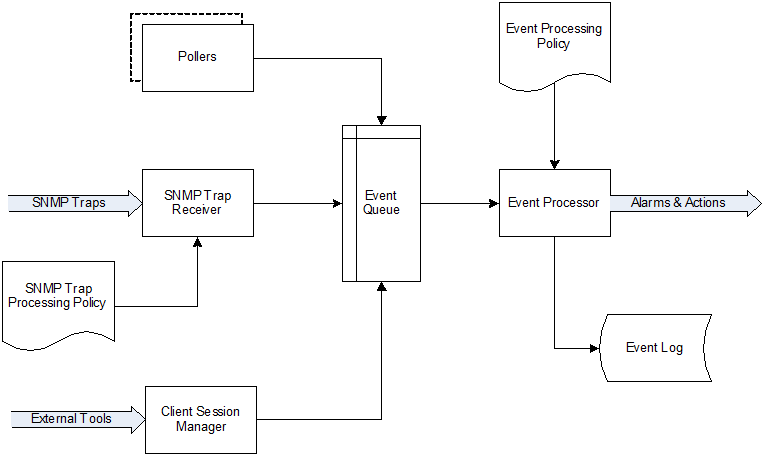 Pollers
Event Processing
Policy
SNMP Traps
SNMP Trap
Receiver
Event
Queue
Event Processor
Alarms & Actions
SNMP Trap
Processing Policy
Event Log
External Tools
Client Session
Manager